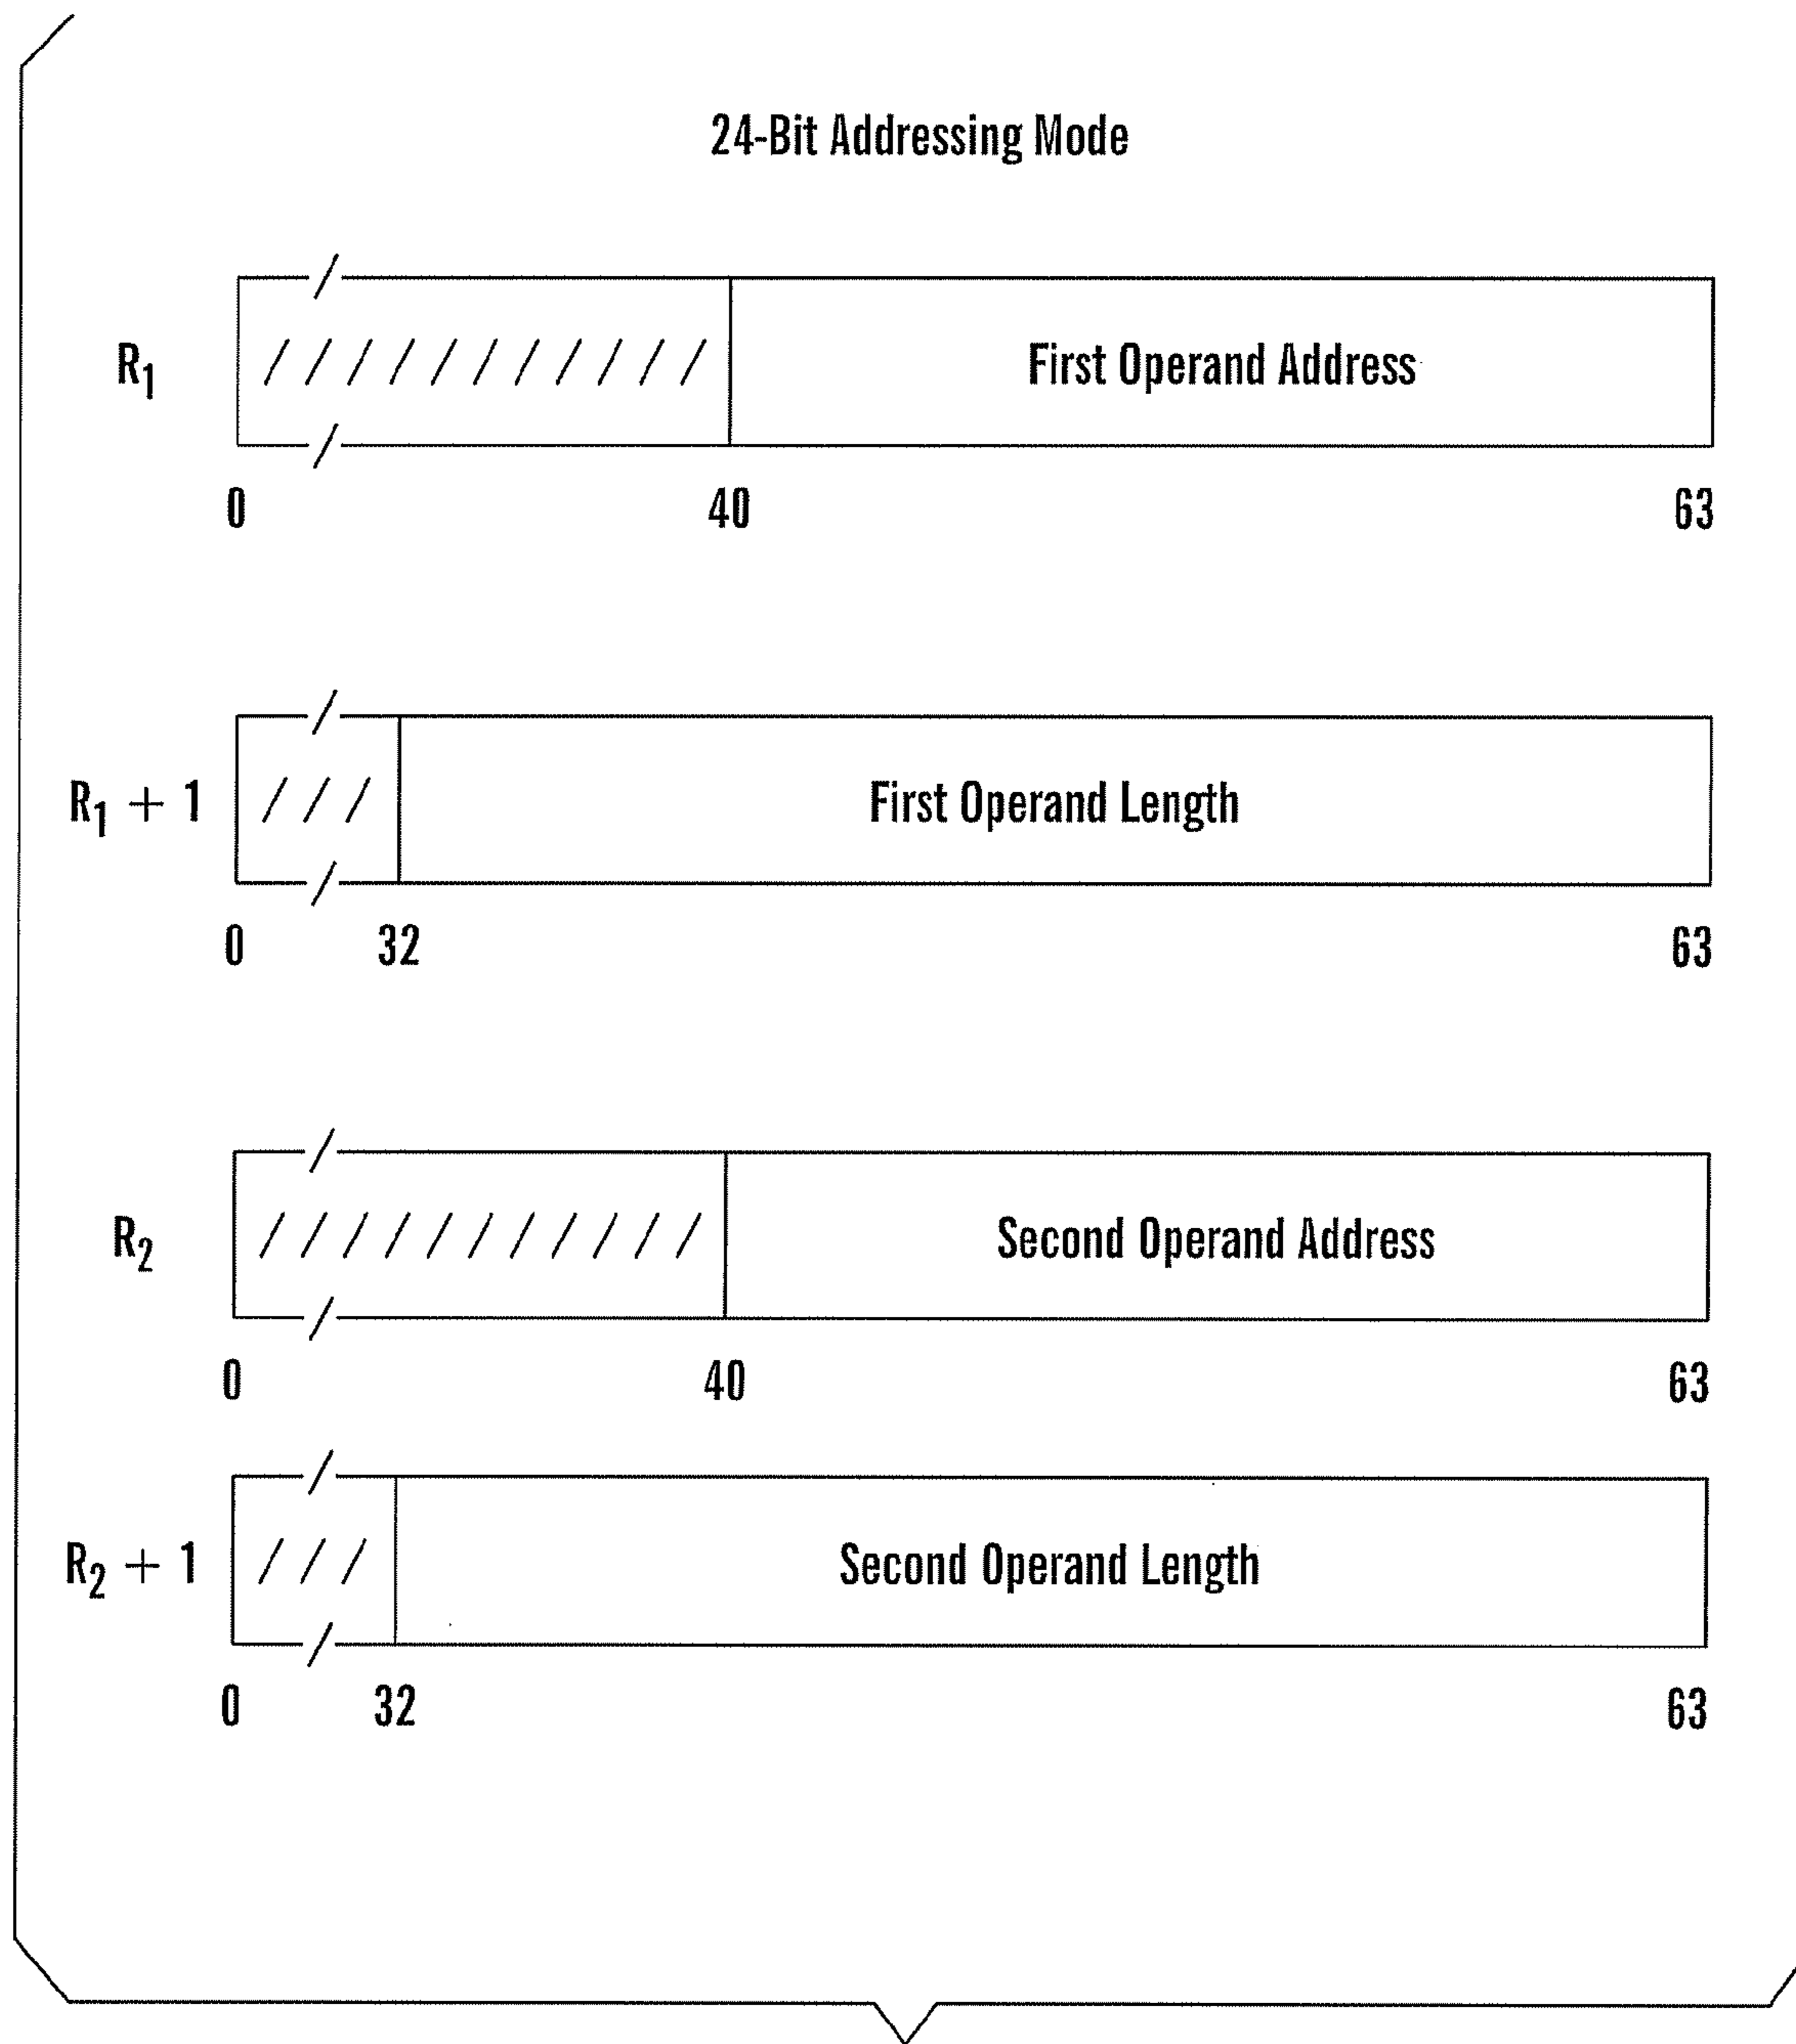 24-Bit Addressing Mode
R₁ First Operand Address
0 40 63
R₁ + 1 First Operand Length
0 32 63
R₂ Second Operand Address
0 40 63
R₂ + 1 Second Operand Length
0 32 63